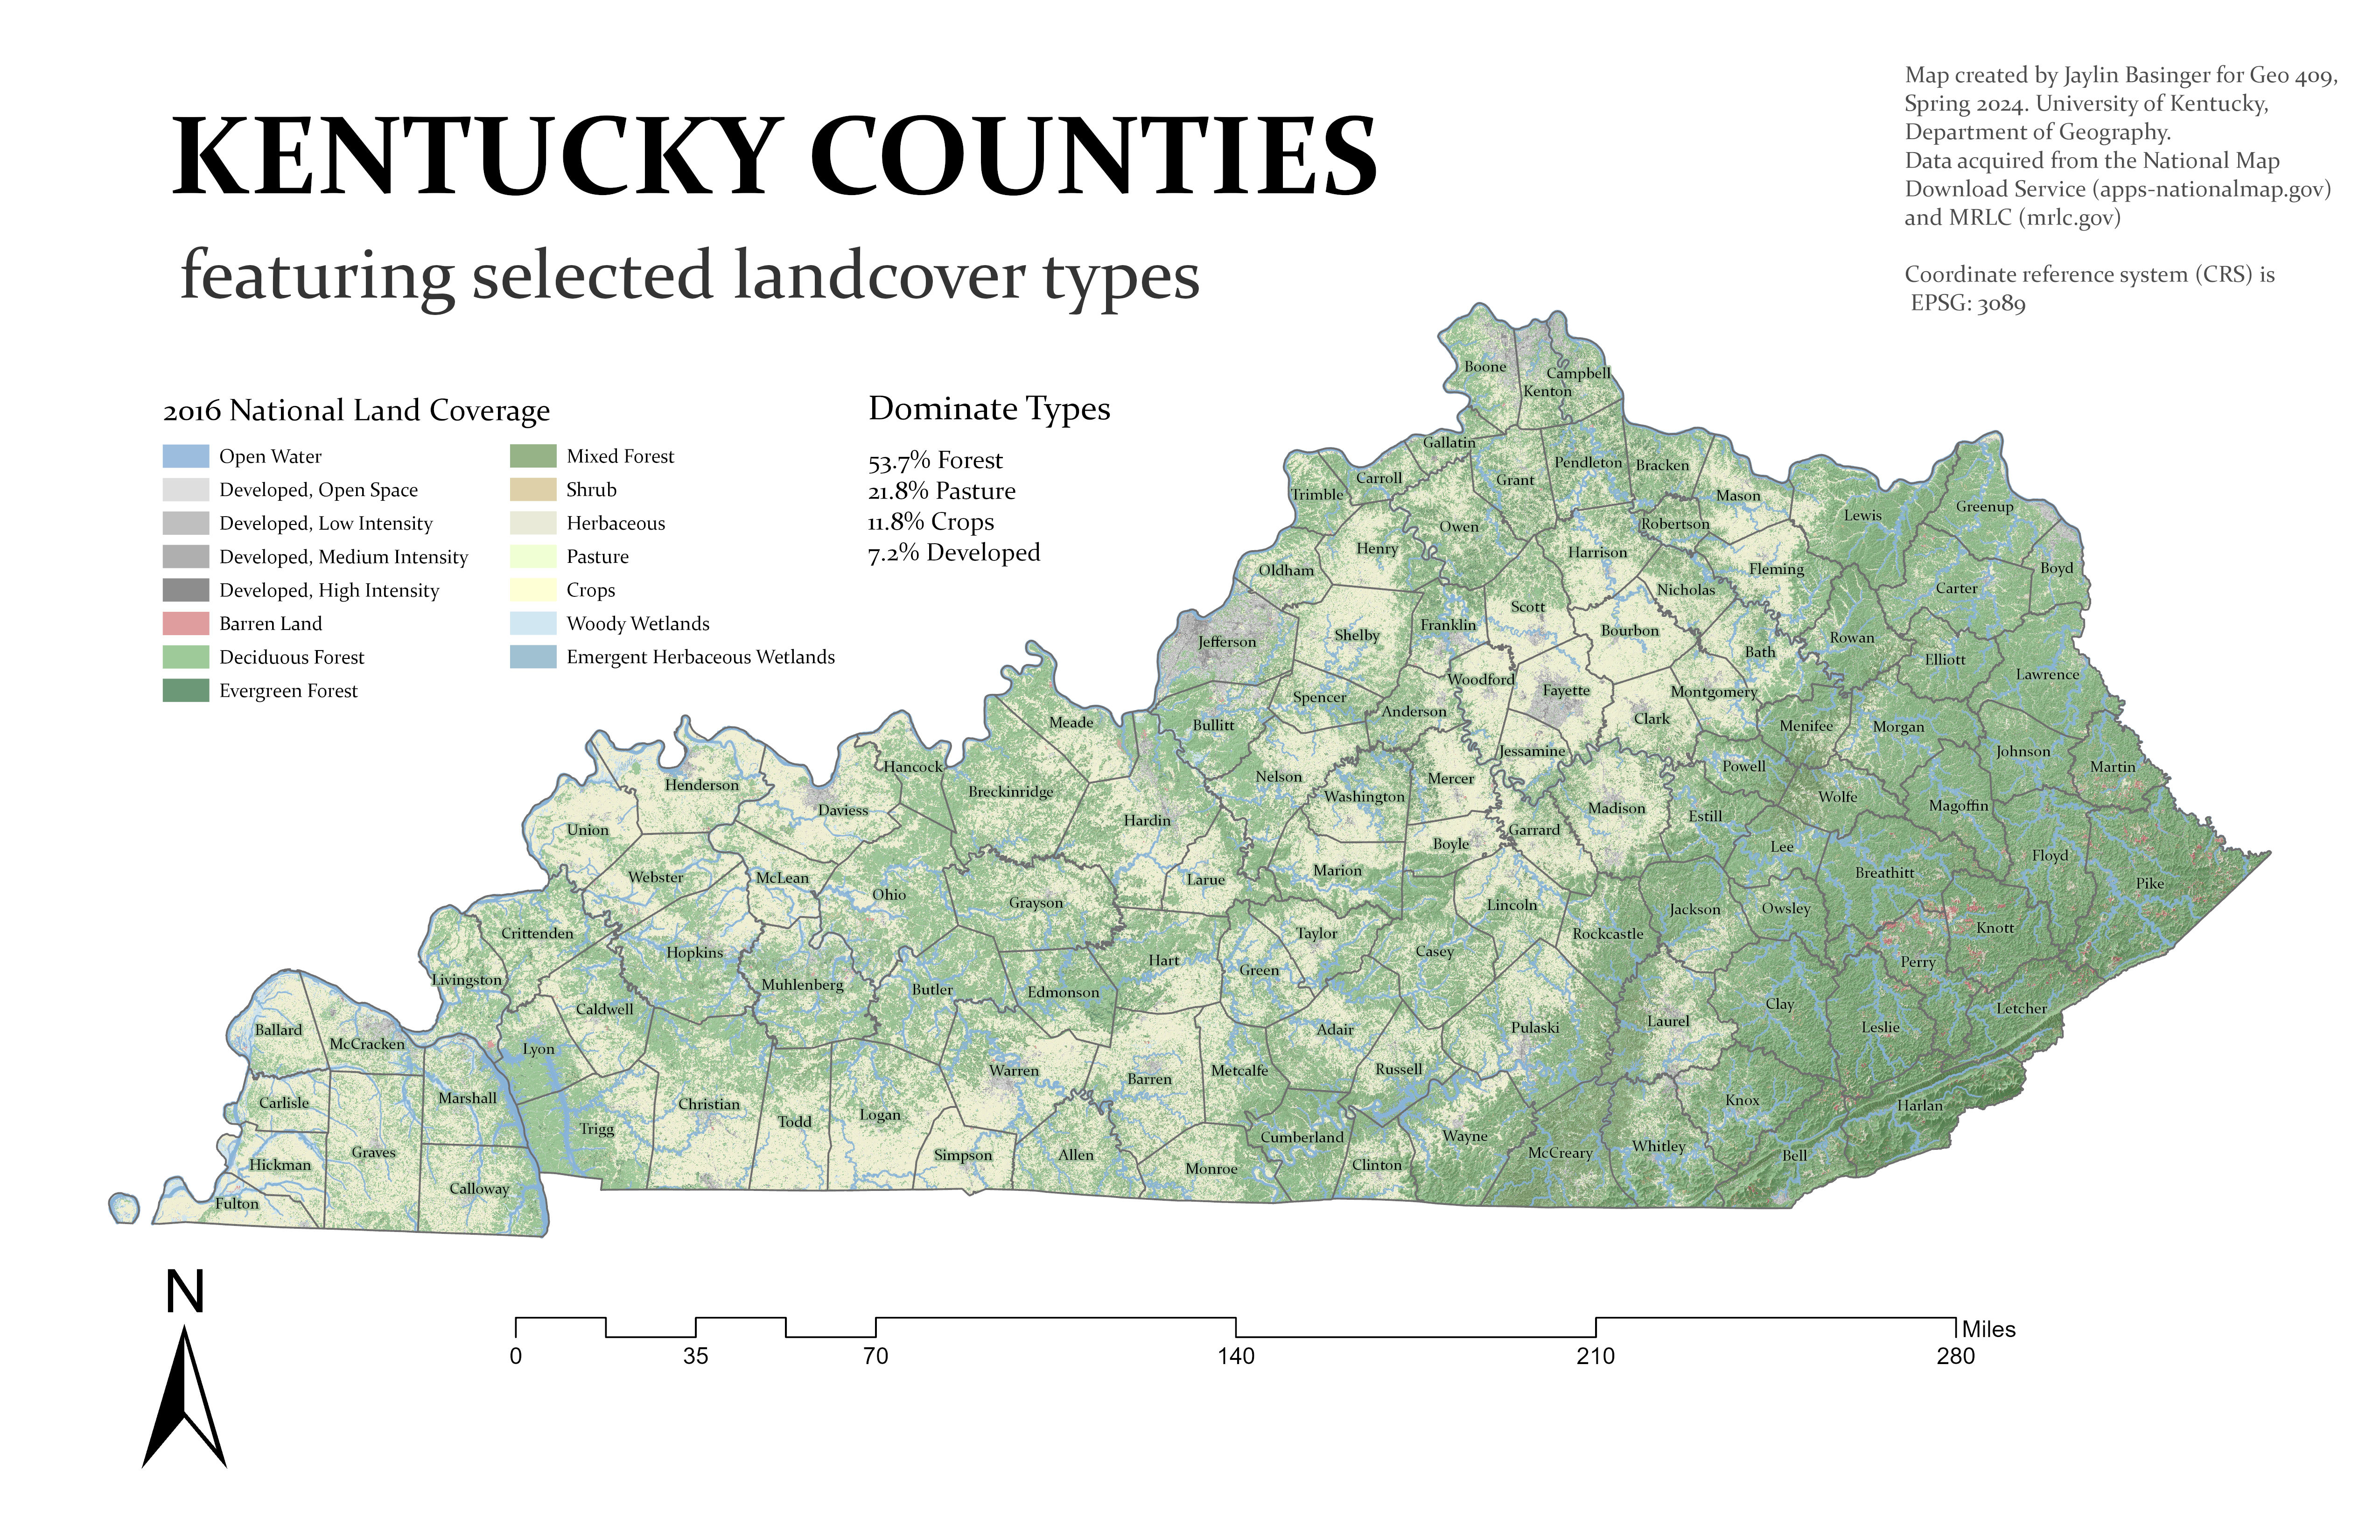 KENTUCKY COUNTIES
featuring selected landcover types
Map created by Jaylin Basinger for Geo 409,
Spring 2024. University of Kentucky,
Department of Geography.
Data acquired from the National Map
Download Service (apps-nationalmap.gov)
and MRLC (mrlc.gov)
Coordinate reference system (CRS) is
EPSG: 3089
2016 National Land Coverage
Open Water
Developed, Open Space
Developed, Low Intensity
Developed, Medium Intensity
Developed, High Intensity
Barren Land
Deciduous Forest
Evergreen Forest
Mixed Forest
Shrub
Herbaceous
Pasture
Crops
Woody Wetlands
Emergent Herbaceous Wetlands
Dominate Types
53.7% Forest
21.8% Pasture
11.8% Crops
7.2% Developed
Boone
Campbell
Kenton
Gallatin
Pendleton
Bracken
Carroll
Grant
Trimble
Mason
Greenup
Lewis
Robertson
Owen
Henry
Harrison
Boyd
Fleming
Oldham
Carter
Nicholas
Scott
Franklin
Bourbon
Shelby
Rowan
Jefferson
Bath
Elliott
Lawrence
Woodford
Fayette
Montgomery
Spencer
Anderson
Clark
Meade
Bullitt
Menifee
Morgan
Jessamine
Johnson
Hancock
Powell
Martin
Nelson
Mercer
Henderson
Breckinridge
Washington
Wolfe
Magoffin
Madison
Daviess
Estill
Hardin
Union
Garrard
Boyle
Lee
Floyd
Marion
Breathitt
Webster
McLean
Larue
Pike
Ohio
Grayson
Lincoln
Jackson
Owsley
Knott
Crittenden
Taylor
Rockcastle
Hopkins
Casey
Hart
Perry
Green
Livingston
Muhlenberg
Butler
Edmonson
Clay
Letcher
Caldwell
Laurel
Ballard
Adair
Pulaski
Leslie
McCracken
Lyon
Warren
Metcalfe
Russell
Barren
Marshall
Knox
Carlisle
Christian
Harlan
Logan
Todd
Trigg
Cumberland
Wayne
Whitley
Graves
McCreary
Simpson
Allen
Bell
Hickman
Clinton
Monroe
Calloway
Fulton
N
Miles
0 35 70 140 210 280